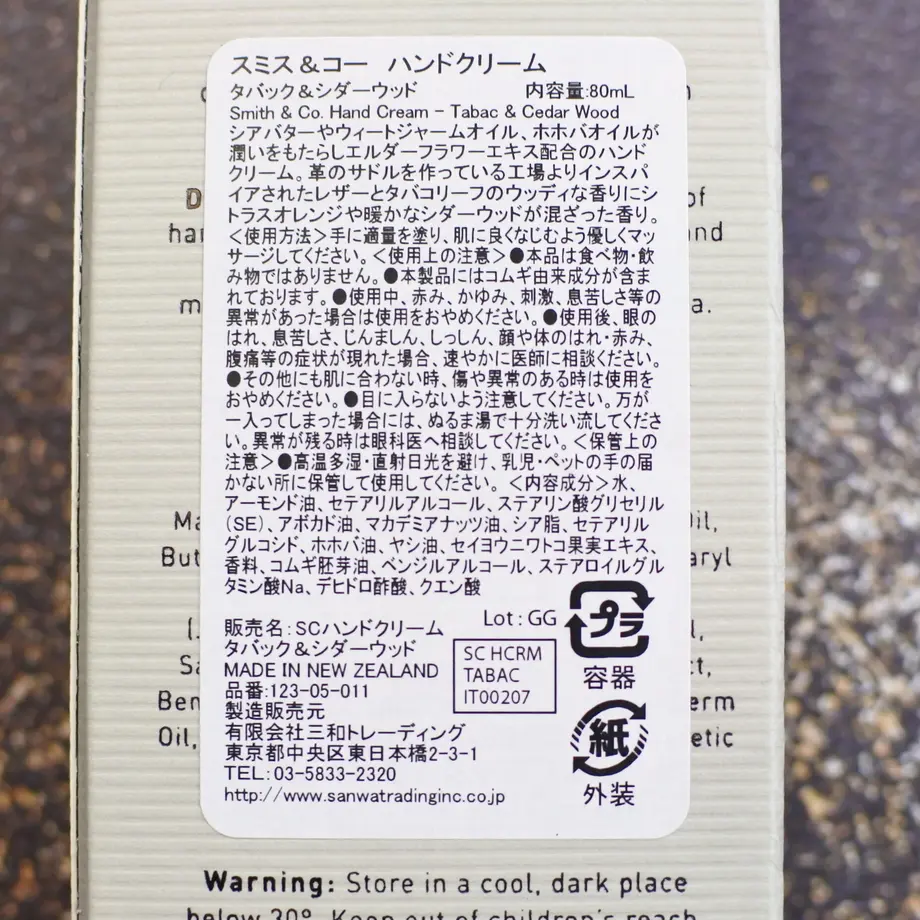 スミス＆コー　ハンドクリーム
タバック＆シダーウッド　内容量:80mL
Smith & Co. Hand Cream - Tabac & Cedar Wood
シアバターやウィートジャームオイル、ホホバオイルが
潤いをもたらしエルダーフラワーエキス配合のハンド
クリーム。革のサドルを作っている工場よりインスパ
イアされたレザーとタバコリーフのウッディな香りにシ
トラスオレンジや暖かなシダーウッドが混ざった香り。
＜使用方法＞手に適量を塗り、肌に良くなじむよう優しくマッ
サージしてください。＜使用上の注意＞●本品は食べ物・飲
み物ではありません。●本製品にはコムギ由来成分が含ま
れております。●使用中、赤み、かゆみ、刺激、息苦しさ等の
異常があった場合は使用をおやめください。●使用後、眼の
はれ、息苦しさ、じんましん、しっしん、顔や体のはれ・赤み、
腹痛等の症状が現れた場合、速やかに医師に相談ください。
●その他にも肌に合わない時、傷や異常のある時は使用を
おやめください。●目に入らないよう注意してください。万が
一入ってしまった場合には、ぬるま湯で十分洗い流してくださ
い。異常が残る時は眼科医へ相談してください。＜保管上の
注意＞●高温多湿・直射日光を避け、乳児・ペットの手の届
かない所に保管して使用してください。＜内容成分＞水、
アーモンド油、セテアリルアルコール、ステアリン酸グリセリル
(SE)、アボカド油、マカデミアナッツ油、シア脂、セテアリル
グルコシド、ホホバ油、ヤシ油、セイヨウニワトコ果実エキス、
香料、コムギ胚芽油、ベンジルアルコール、ステアロイルグル
タミン酸Na、デヒドロ酢酸、クエン酸
Lot : GG
販売名：SCハンドクリーム
タバック＆シダーウッド
MADE IN NEW ZEALAND
品番:123-05-011
製造販売元
有限会社三和トレーディング
東京都中央区東日本橋2-3-1
TEL: 03-5833-2320
http://www.sanwatradinginc.co.jp
SC HCRM
TABAC
IT00207
プラ
容器
紙
外装
Warning: Store in a cool, dark place
below 30°. Keep out of children's reach